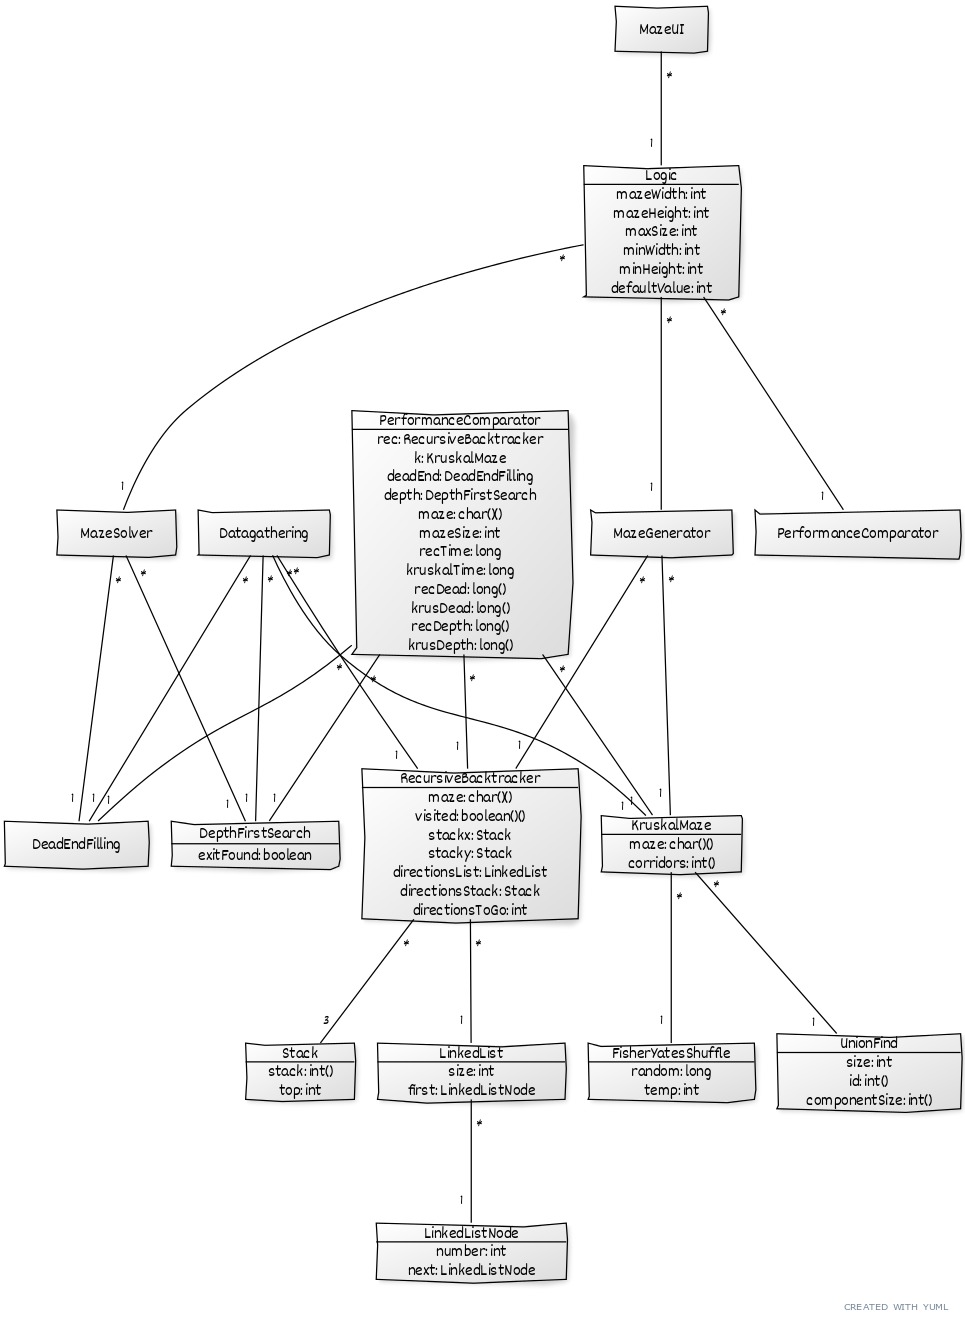 MazeUI
*
1
Logic
mazeWidth: int
mazeHeight: int
maxSize: int
minWidth: int
minHeight: int
defaultValue: int
*
*
*
1
1
1
PerformanceComparator
rec: RecursiveBacktracker
k: KruskalMaze
deadEnd: DeadEndFilling
depth: DepthFirstSearch
maze: char()()
mazeSize: int
recTime: long
kruskalTime: long
recDead: long()
krusDead: long()
recDepth: long()
krusDepth: long()
MazeSolver
Datagathering
MazeGenerator
PerformanceComparator
*
*
*
*
*
*
*
*
*
*
*
*
1
1
1
1
1
1
1
1
1
1
1
1
DeadEndFilling
DepthFirstSearch
exitFound: boolean
RecursiveBacktracker
maze: char()()
visited: boolean()()
stackx: Stack
stacky: Stack
directionsList: LinkedList
directionsStack: Stack
directionsToGo: int
KruskalMaze
maze: char()()
corridors: int()
*
*
*
*
3
1
1
1
Stack
stack: int()
top: int
LinkedList
size: int
first: LinkedListNode
FisherYatesShuffle
random: long
temp: int
UnionFind
size: int
id: int()
componentSize: int()
*
1
LinkedListNode
number: int
next: LinkedListNode
CREATED WITH YUML